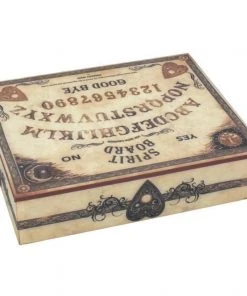 SPIRIT
BOARD
YES
NO
ABCDEFGHIJKLM
NOPQRSTUVWXYZ
1234567890
GOOD BYE